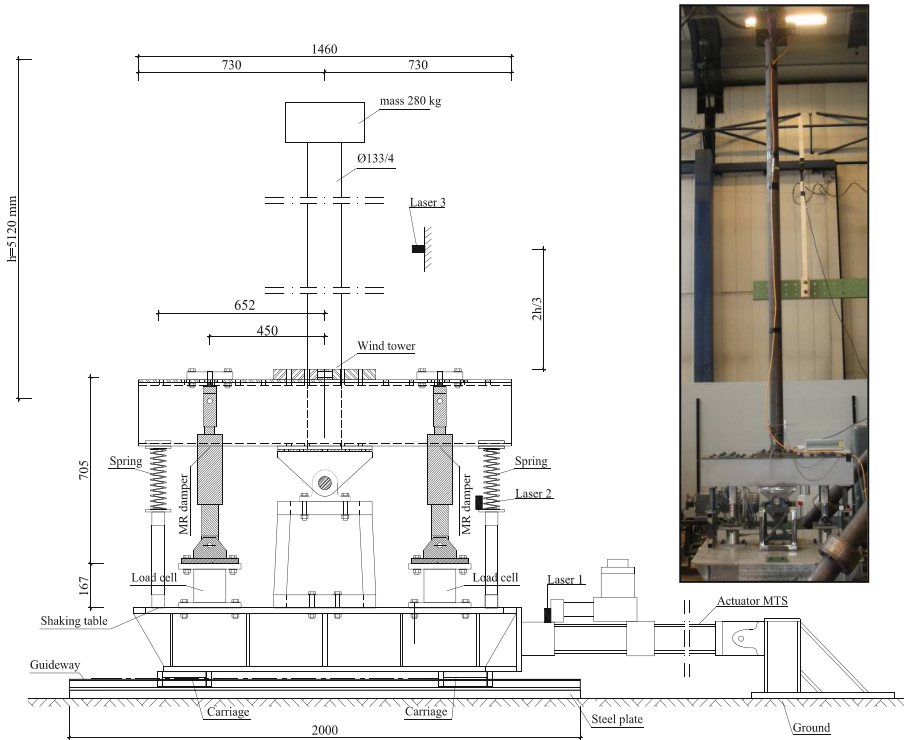 1460
730
730
mass 280 kg
Ø133/4
h=5120 mm
Laser 3
652
2h/3
450
Wind tower
Spring
Spring
705
MR damper
MR damper
Laser 2
167
Load cell
Load cell
Laser 1
Actuator MTS
Shaking table
Guideway
Carriage
Carriage
Steel plate
Ground
2000